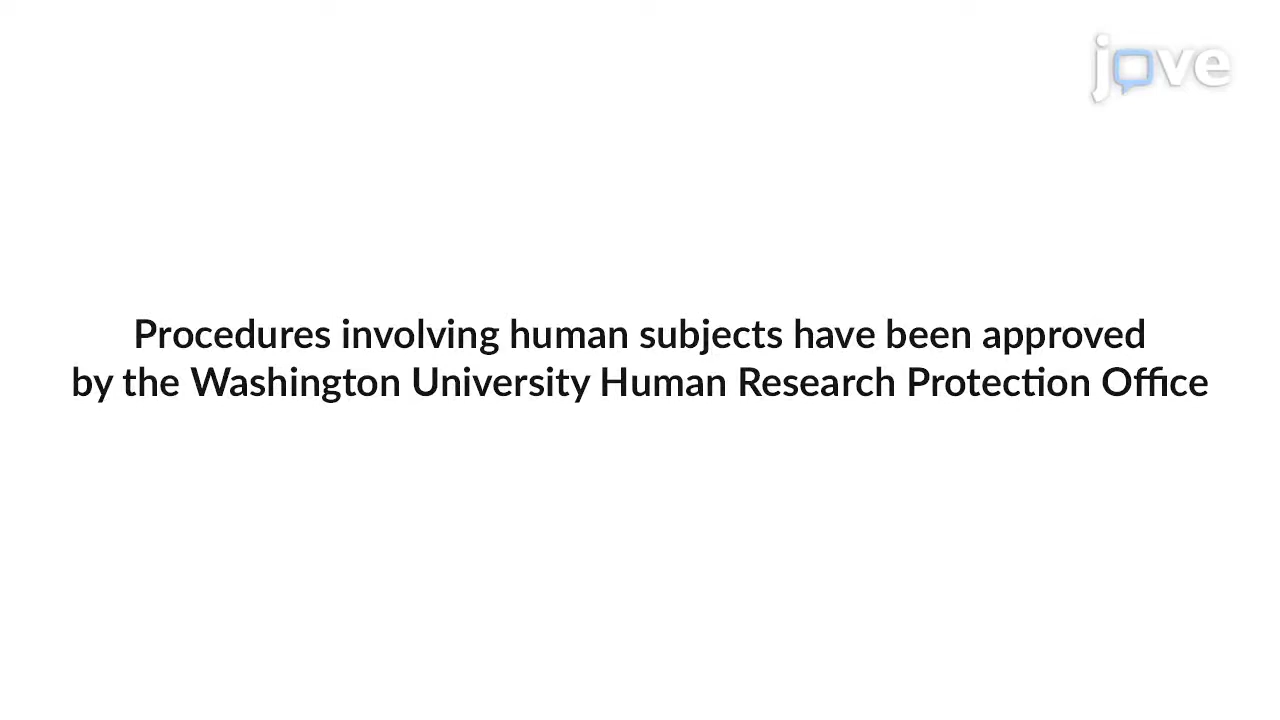 jove
Procedures involving human subjects have been approved
by the Washington University Human Research Protection Office